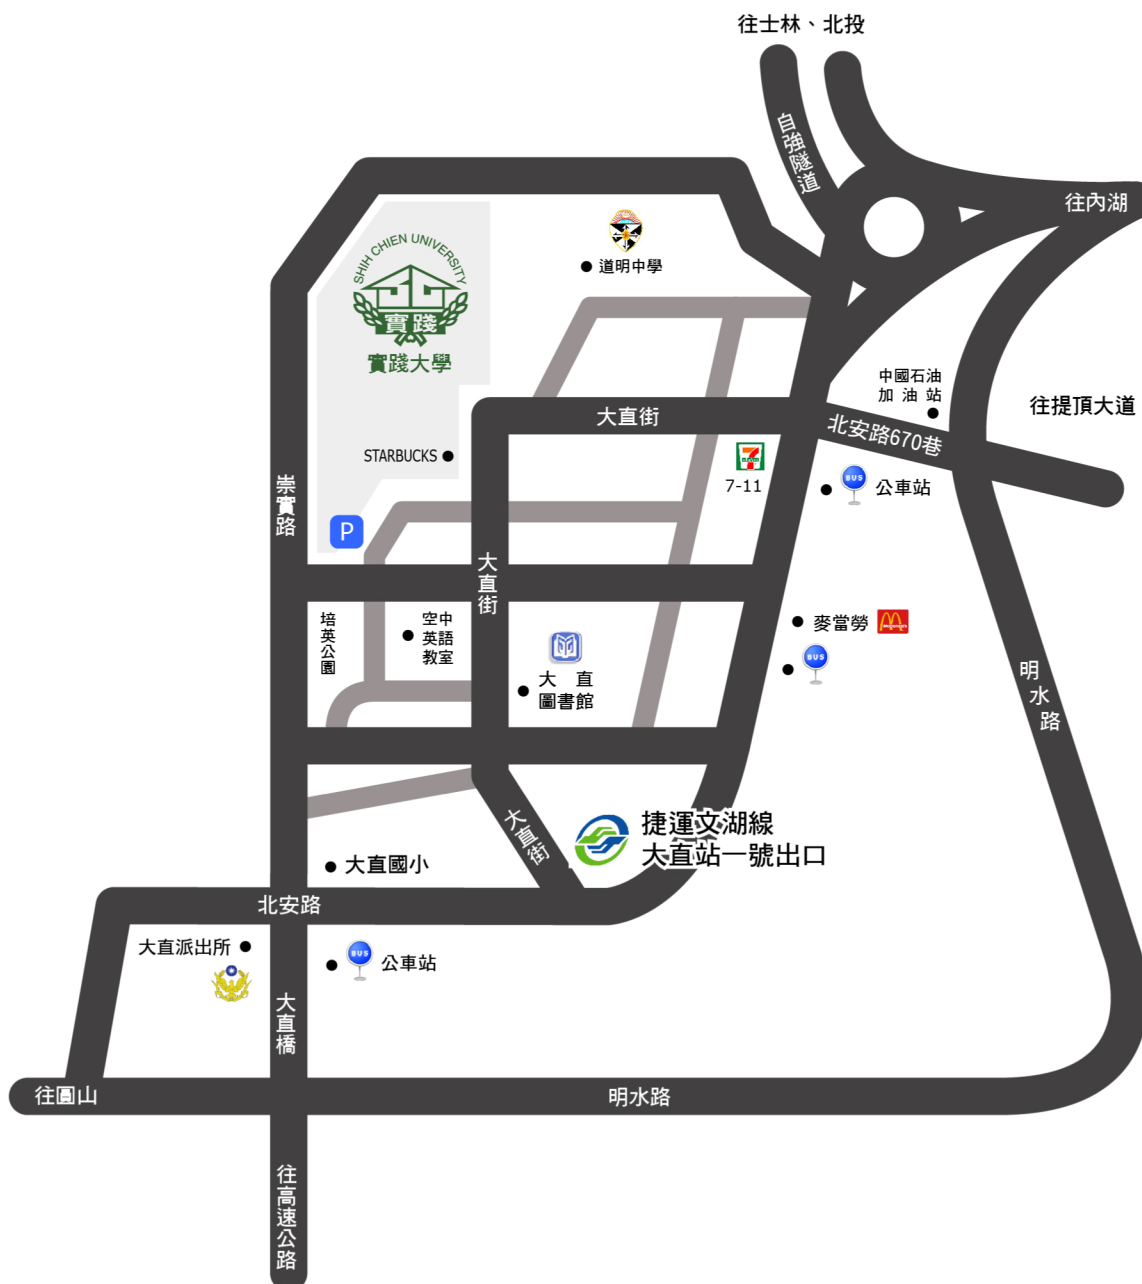 往士林、北投
自強隧道
往內湖
SHIH CHIEN UNIVERSITY
實踐
實踐大學
道明中學
中國石油
加油站
往提頂大道
大直街
北安路670巷
STARBUCKS
7
ELEVEN
7-11
BUS
公車站
崇實路
P
大直街
培英公園
空中
英語
教室
大直
圖書館
麥當勞
McDonald's
BUS
明水路
大直街
捷運文湖線
大直站一號出口
大直國小
北安路
大直派出所
BUS
公車站
大直橋
往圓山
明水路
往高速公路